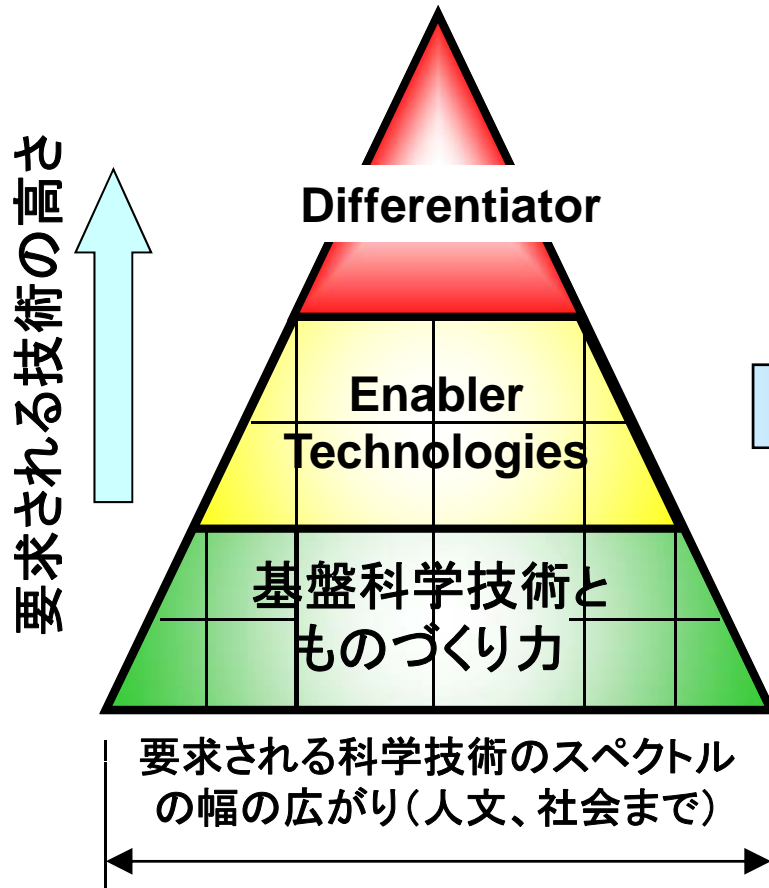 要求される技術の高さ
Differentiator
Enabler
Technologies
基盤科学技術と
ものづくり力
要求される科学技術のスペクトル
の幅の広がり(人文、社会まで)